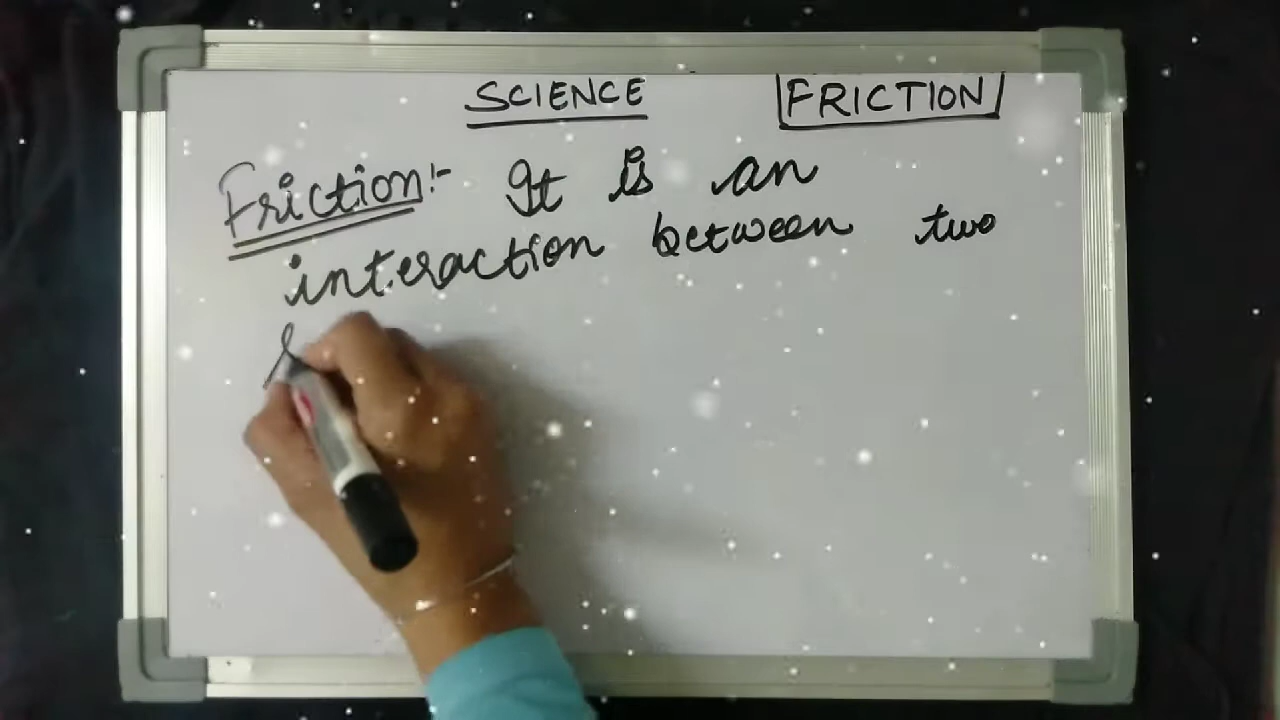 SCIENCE FRICTION
Friction:- It is an
interaction between two